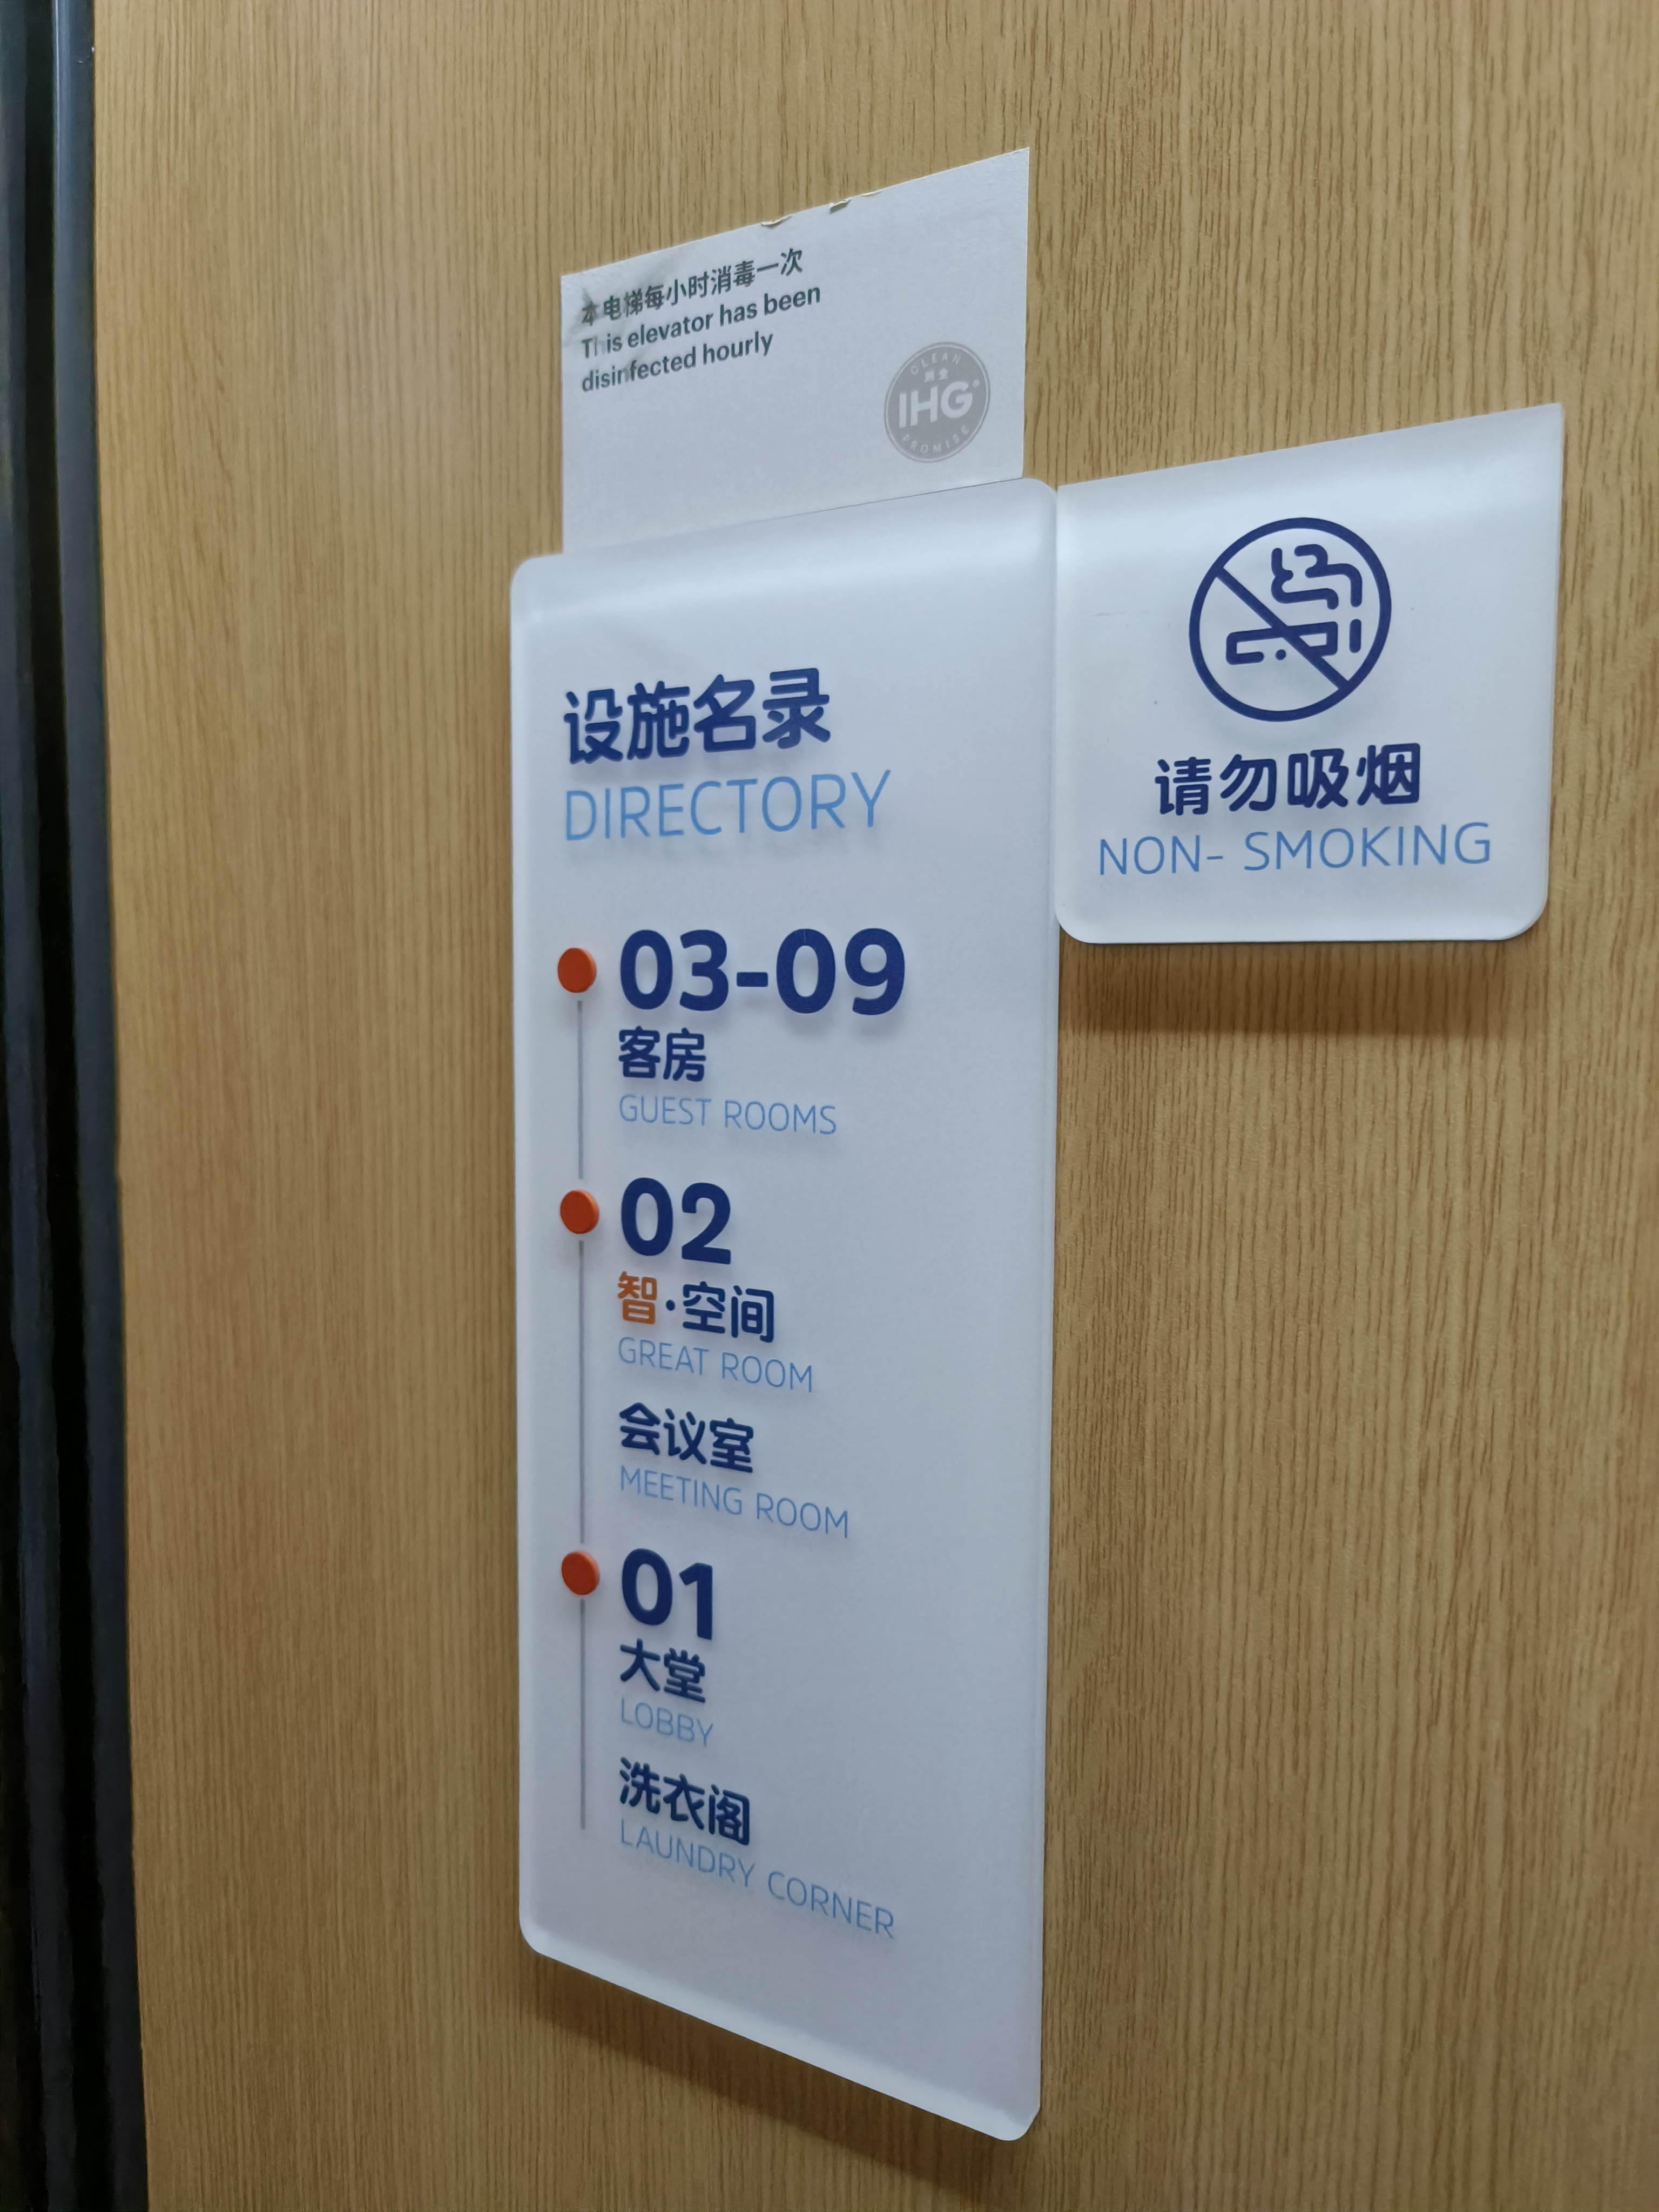 本电梯每小时消毒一次
This elevator has been
disinfected hourly
CLEAN
IHG®
PROMISE
设施名录
DIRECTORY
03-09
客房
GUEST ROOMS
02
智·空间
GREAT ROOM
会议室
MEETING ROOM
01
大堂
LOBBY
洗衣阁
LAUNDRY CORNER
请勿吸烟
NON- SMOKING